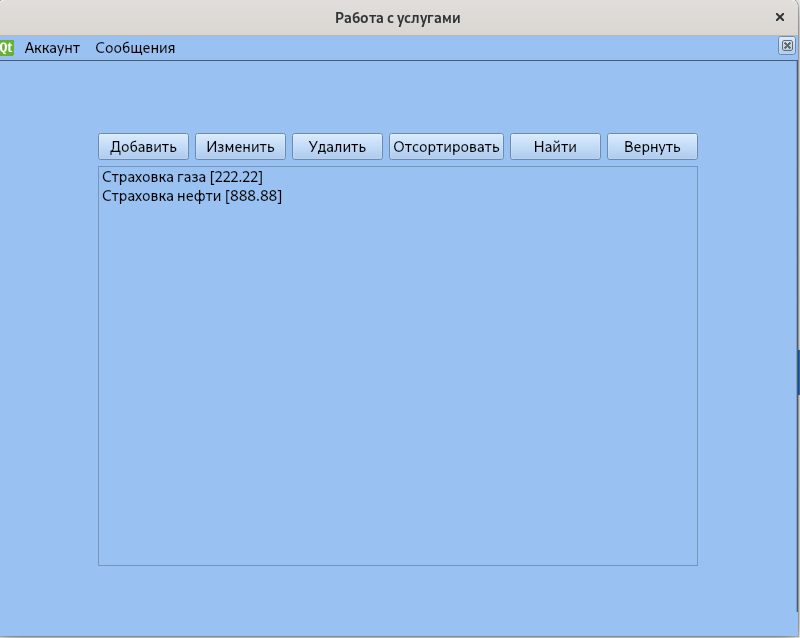 Работа с услугами
Qt Аккаунт Сообщения
Добавить Изменить Удалить Отсортировать Найти Вернуть
Страховка газа [222.22]
Страховка нефти [888.88]